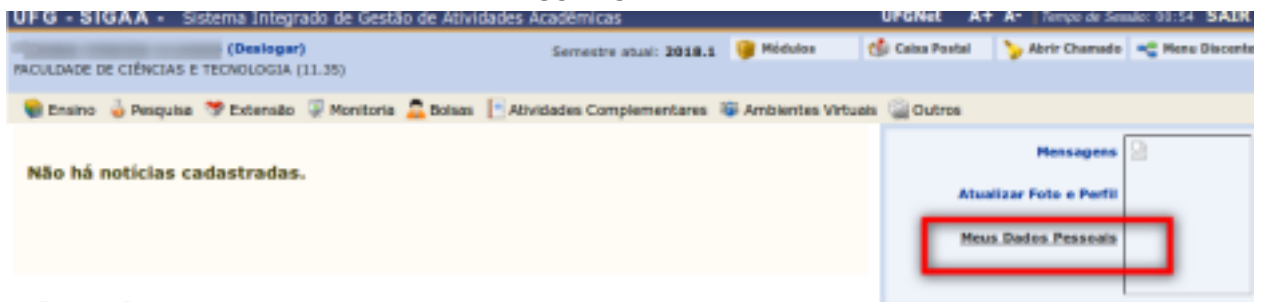 UFG - SIGAA - Sistema Integrado de Gestão de Atividades Acadêmicas UFGNet A+ A- | Tempo de Sessão: 01:54 SAIR
(Deslogar) Semestre atual: 2018.1 Módulos Caixa Postal Abrir Chamado Menu Discente
FACULDADE DE CIÊNCIAS E TECNOLOGIA (11.35)
Ensino Pesquisa Extensão Monitoria Bolsas Atividades Complementares Ambientes Virtuais Outros
Não há notícias cadastradas.
Mensagens
Atualizar Foto e Perfil
Meus Dados Pessoais